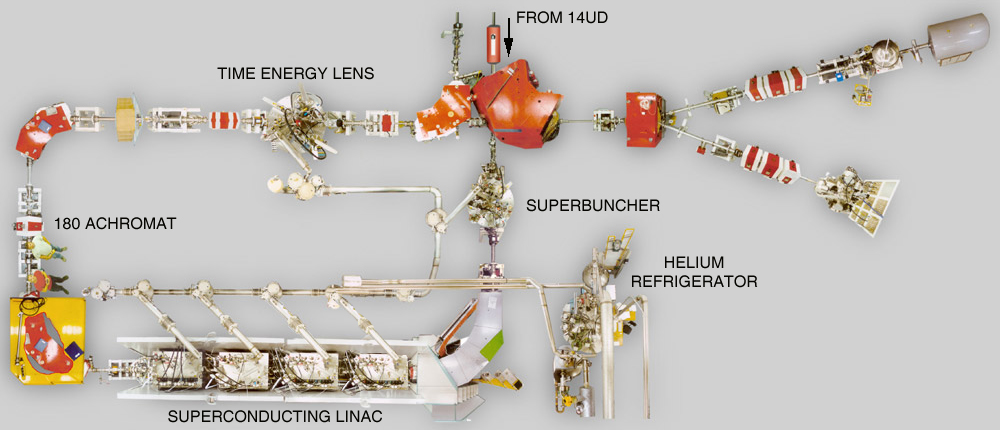 FROM 14UD
TIME ENERGY LENS
SUPERBUNCHER
180 ACHROMAT
HELIUM
REFRIGERATOR
SUPERCONDUCTING LINAC